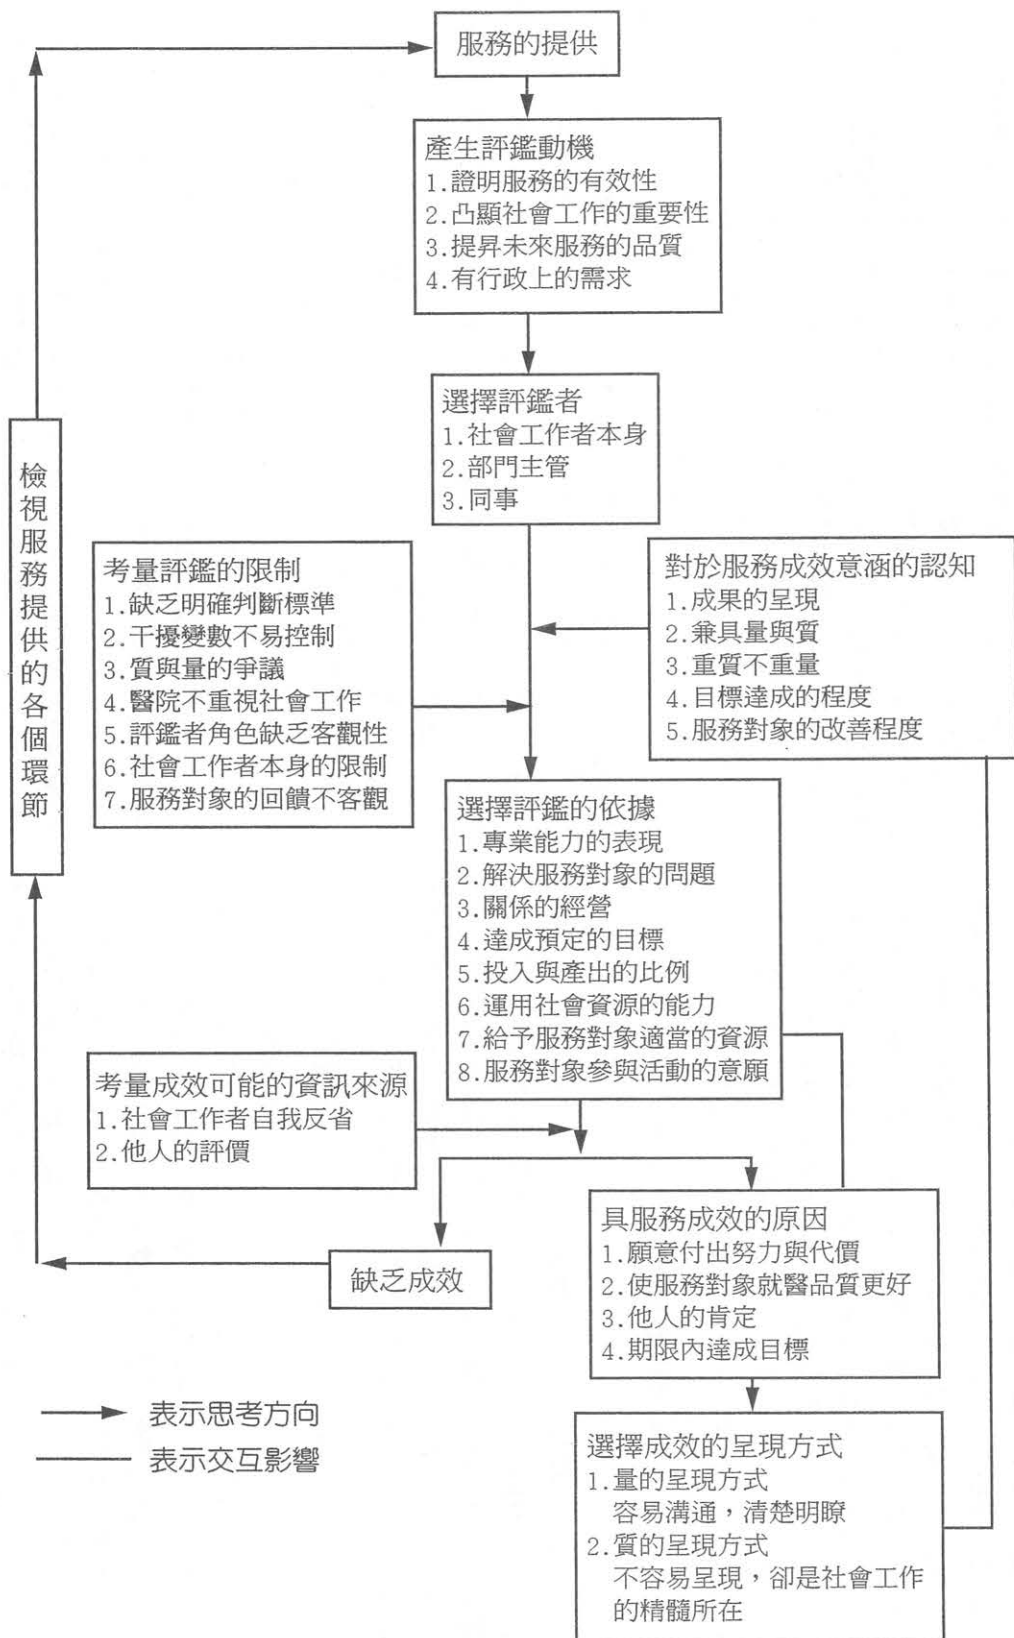 服務的提供
產生評鑑動機
1.證明服務的有效性
2.凸顯社會工作的重要性
3.提昇未來服務的品質
4.有行政上的需求
選擇評鑑者
1.社會工作者本身
2.部門主管
3.同事
檢視服務提供的各個環節
考量評鑑的限制
1.缺乏明確判斷標準
2.干擾變數不易控制
3.質與量的爭議
4.醫院不重視社會工作
5.評鑑者角色缺乏客觀性
6.社會工作者本身的限制
7.服務對象的回饋不客觀
對於服務成效意涵的認知
1.成果的呈現
2.兼具量與質
3.重質不重量
4.目標達成的程度
5.服務對象的改善程度
選擇評鑑的依據
1.專業能力的表現
2.解決服務對象的問題
3.關係的經營
4.達成預定的目標
5.投入與產出的比例
6.運用社會資源的能力
7.給予服務對象適當的資源
8.服務對象參與活動的意願
考量成效可能的資訊來源
1.社會工作者自我反省
2.他人的評價
缺乏成效
具服務成效的原因
1.願意付出努力與代價
2.使服務對象就醫品質更好
3.他人的肯定
4.期限內達成目標
選擇成效的呈現方式
1.量的呈現方式
容易溝通，清楚明瞭
2.質的呈現方式
不容易呈現，卻是社會工作
的精髓所在
表示思考方向
表示交互影響